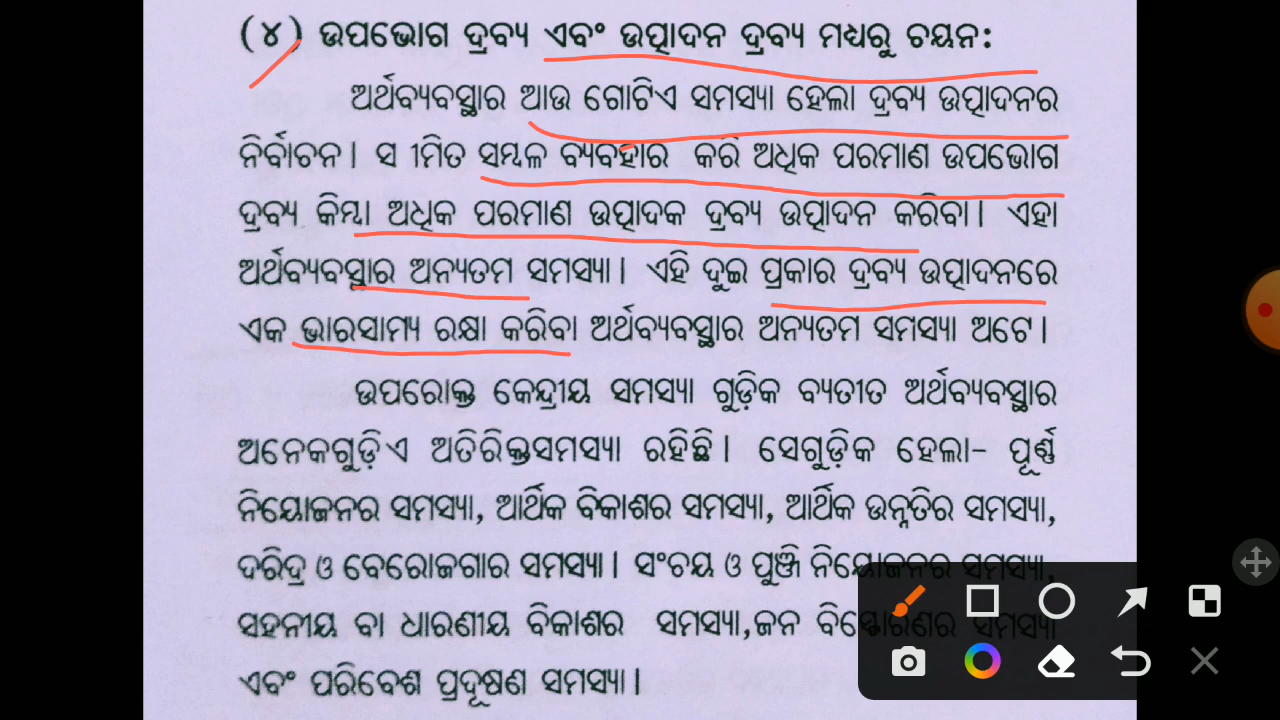 (୪) ଉପଭୋଗ ଦ୍ରବ୍ୟ ଏବଂ ଉତ୍ପାଦନ ଦ୍ରବ୍ୟ ମଧ୍ୟରୁ ଚୟନ:
ଅର୍ଥବ୍ୟବସ୍ଥାର ଆଉ ଗୋଟିଏ ସମସ୍ୟା ହେଲା ଦ୍ରବ୍ୟ ଉତ୍ପାଦନର
ନିର୍ବାଚନ। ସୀମିତ ସମ୍ବଳ ବ୍ୟବହାର କରି ଅଧିକ ପରମାଣ ଉପଭୋଗ
ଦ୍ରବ୍ୟ କିମ୍ବା ଅଧିକ ପରମାଣ ଉତ୍ପାଦକ ଦ୍ରବ୍ୟ ଉତ୍ପାଦନ କରିବା। ଏହା
ଅର୍ଥବ୍ୟବସ୍ଥାର ଅନ୍ୟତମ ସମସ୍ୟା। ଏହି ଦୁଇ ପ୍ରକାର ଦ୍ରବ୍ୟ ଉତ୍ପାଦନରେ
ଏକ ଭାରସାମ୍ୟ ରକ୍ଷା କରିବା ଅର୍ଥବ୍ୟବସ୍ଥାର ଅନ୍ୟତମ ସମସ୍ୟା ଅଟେ।
ଉପରୋକ୍ତ କେନ୍ଦ୍ରୀୟ ସମସ୍ୟା ଗୁଡ଼ିକ ବ୍ୟତୀତ ଅର୍ଥବ୍ୟବସ୍ଥାର
ଅନେକଗୁଡ଼ିଏ ଅତିରିକ୍ତସମସ୍ୟା ରହିଛି। ସେଗୁଡ଼ିକ ହେଲା- ପୂର୍ଣ୍ଣ
ନିୟୋଜନର ସମସ୍ୟା, ଆର୍ଥିକ ବିକାଶର ସମସ୍ୟା, ଆର୍ଥିକ ଉନ୍ନତିର ସମସ୍ୟା,
ଦରିଦ୍ର ଓ ବେରୋଜଗାର ସମସ୍ୟା। ସଂଚୟ ଓ ପୁଞ୍ଜି ନିୟୋଜନର ସମସ୍ୟା,
ସହନୀୟ ବା ଧାରଣୀୟ ବିକାଶର ସମସ୍ୟା,ଜନ ବିସ୍ଫୋରଣର ସମସ୍ୟା
ଏବଂ ପରିବେଶ ପ୍ରଦୂଷଣ ସମସ୍ୟା।